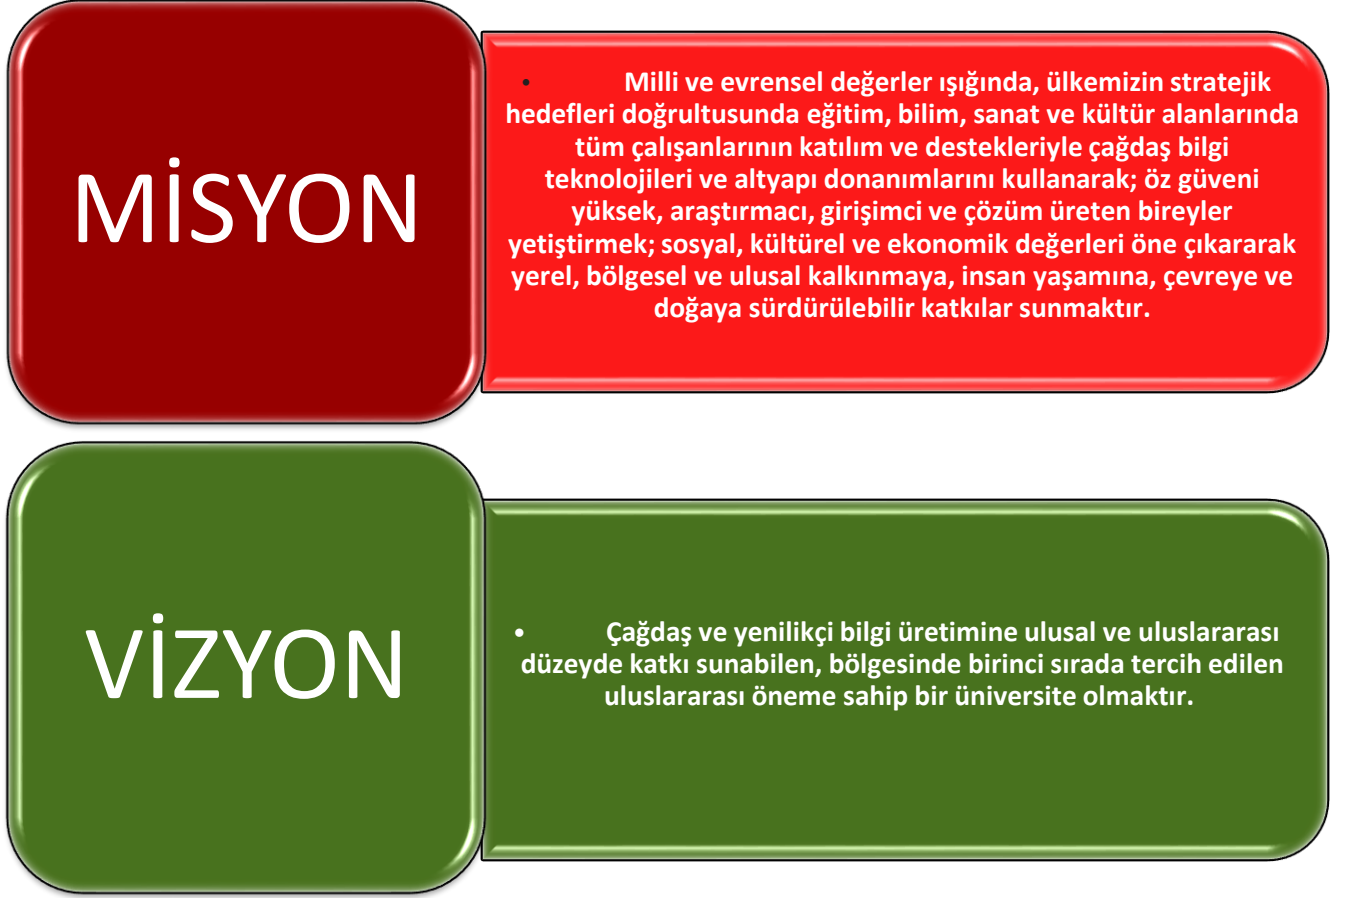 MİSYON
• Milli ve evrensel değerler ışığında, ülkemizin stratejik
hedefleri doğrultusunda eğitim, bilim, sanat ve kültür alanlarında
tüm çalışanlarının katılım ve destekleriyle çağdaş bilgi
teknolojileri ve altyapı donanımlarını kullanarak; öz güveni
yüksek, araştırmacı, girişimci ve çözüm üreten bireyler
yetiştirmek; sosyal, kültürel ve ekonomik değerleri öne çıkararak
yerel, bölgesel ve ulusal kalkınmaya, insan yaşamına, çevreye ve
doğaya sürdürülebilir katkılar sunmaktır.
VİZYON
• Çağdaş ve yenilikçi bilgi üretimine ulusal ve uluslararası
düzeyde katkı sunabilen, bölgesinde birinci sırada tercih edilen
uluslararası öneme sahip bir üniversite olmaktır.